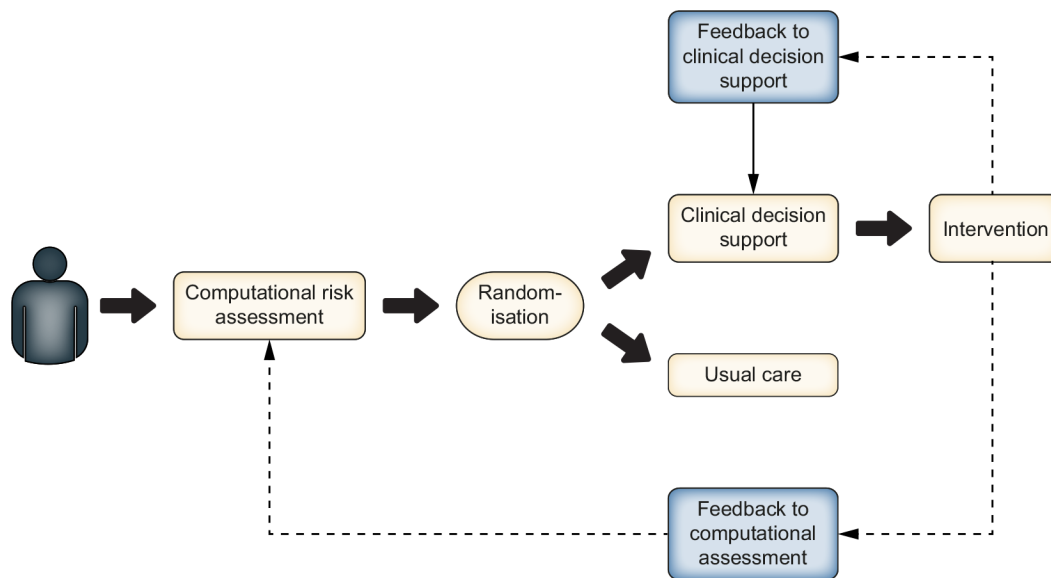 Feedback to
clinical decision
support
Clinical decision
support
Intervention
Computational risk
assessment
Random-
isation
Usual care
Feedback to
computational
assessment